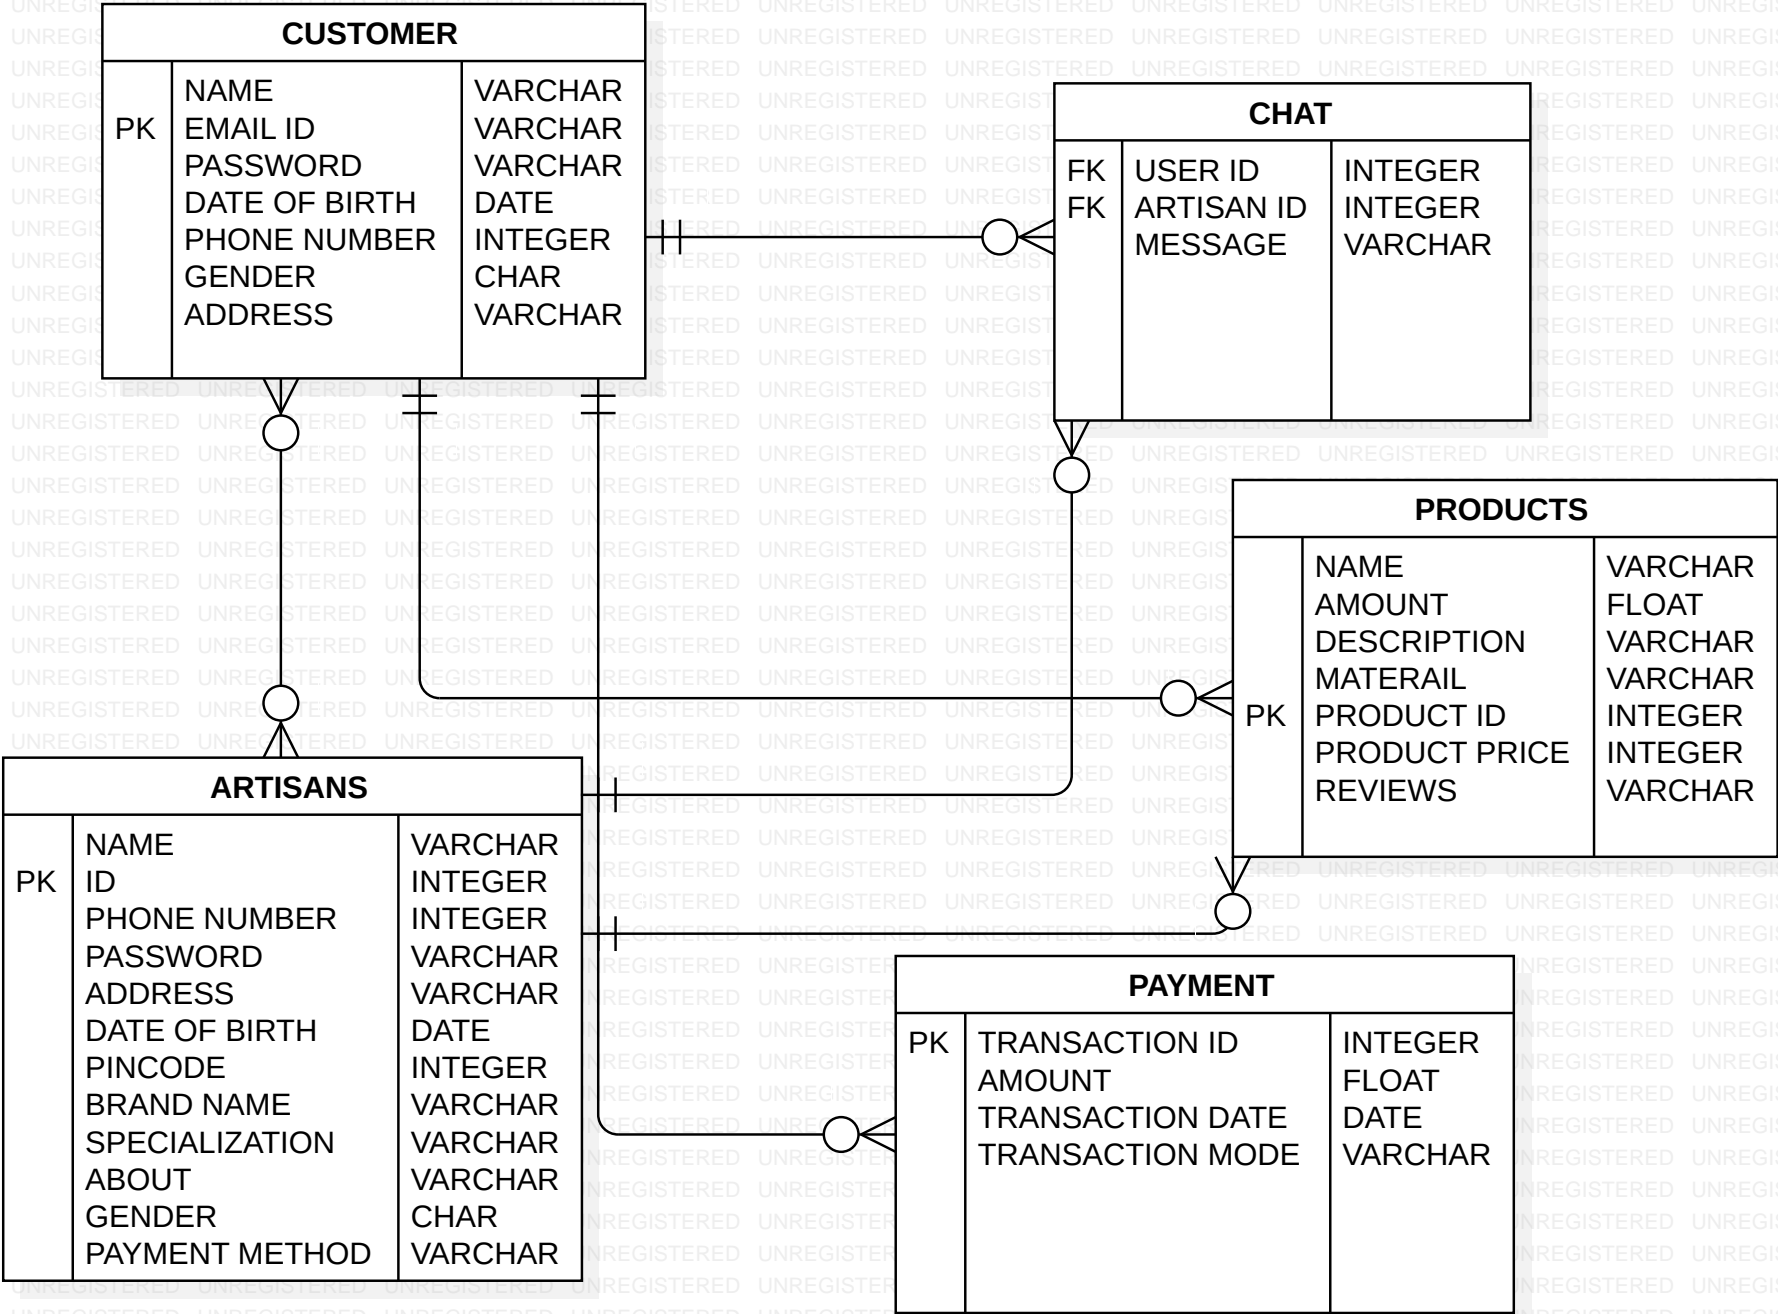 CUSTOMER
NAME VARCHAR
PK EMAIL ID VARCHAR
PASSWORD VARCHAR
DATE OF BIRTH DATE
PHONE NUMBER INTEGER
GENDER CHAR
ADDRESS VARCHAR
CHAT
FK USER ID INTEGER
FK ARTISAN ID INTEGER
MESSAGE VARCHAR
PRODUCTS
NAME VARCHAR
AMOUNT FLOAT
DESCRIPTION VARCHAR
MATERAIL VARCHAR
PK PRODUCT ID INTEGER
PRODUCT PRICE INTEGER
REVIEWS VARCHAR
ARTISANS
NAME VARCHAR
PK ID INTEGER
PHONE NUMBER INTEGER
PASSWORD VARCHAR
ADDRESS VARCHAR
DATE OF BIRTH DATE
PINCODE INTEGER
BRAND NAME VARCHAR
SPECIALIZATION VARCHAR
ABOUT VARCHAR
GENDER CHAR
PAYMENT METHOD VARCHAR
PAYMENT
PK TRANSACTION ID INTEGER
AMOUNT FLOAT
TRANSACTION DATE DATE
TRANSACTION MODE VARCHAR
UNREGISTERED